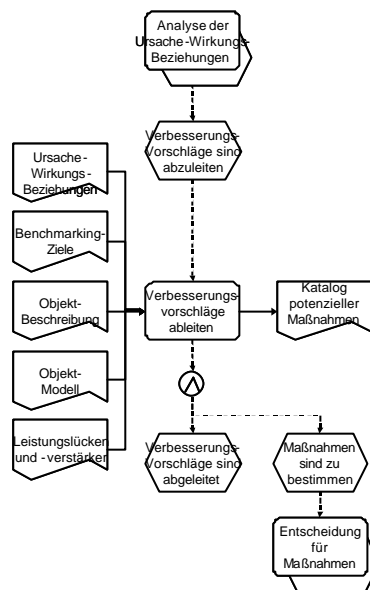 Analyse der
Ursache-Wirkungs-
Beziehungen
Verbesserungs-
Vorschläge sind
abzuleiten
Ursache-
Wirkungs-
Beziehungen
Benchmarking-
Ziele
Objekt-
Beschreibung
Objekt-
Modell
Leistungslücken
und -verstärker
Verbesserungs-
vorschläge
ableiten
Katalog
potenzieller
Maßnahmen
Verbesserungs-
Vorschläge sind
abgeleitet
Maßnahmen
sind zu
bestimmen
Entscheidung
für
Maßnahmen